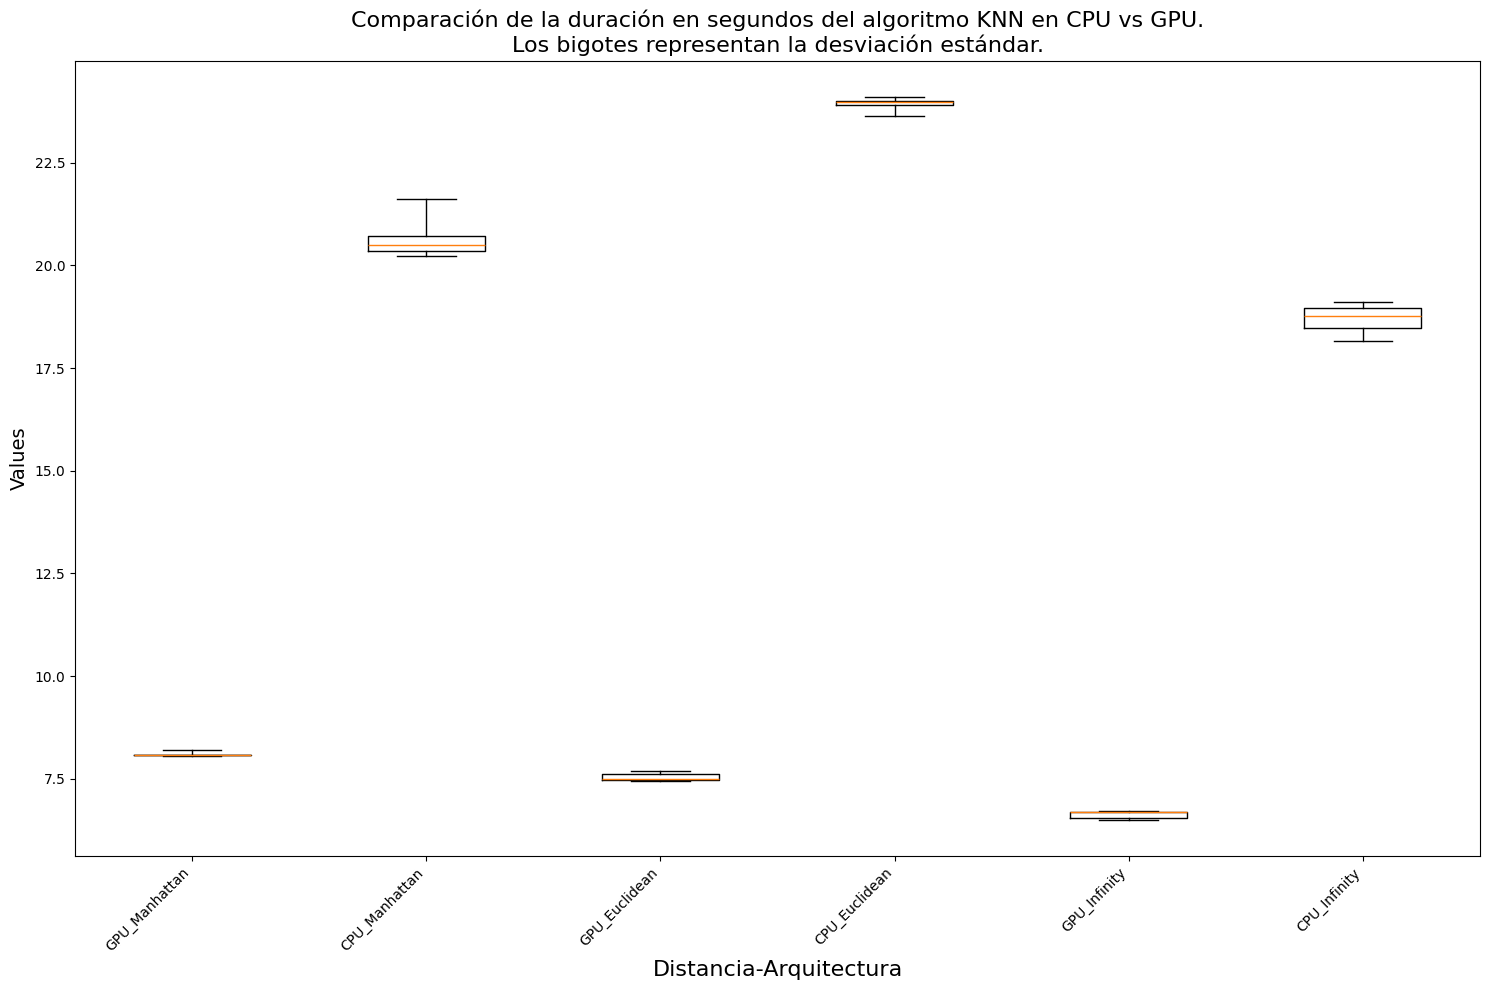 Comparación de la duración en segundos del algoritmo KNN en CPU vs GPU.
Los bigotes representan la desviación estándar.
Values
22.5
20.0
17.5
15.0
12.5
10.0
7.5
GPU_Manhattan
CPU_Manhattan
GPU_Euclidean
CPU_Euclidean
GPU_Infinity
CPU_Infinity
Distancia-Arquitectura